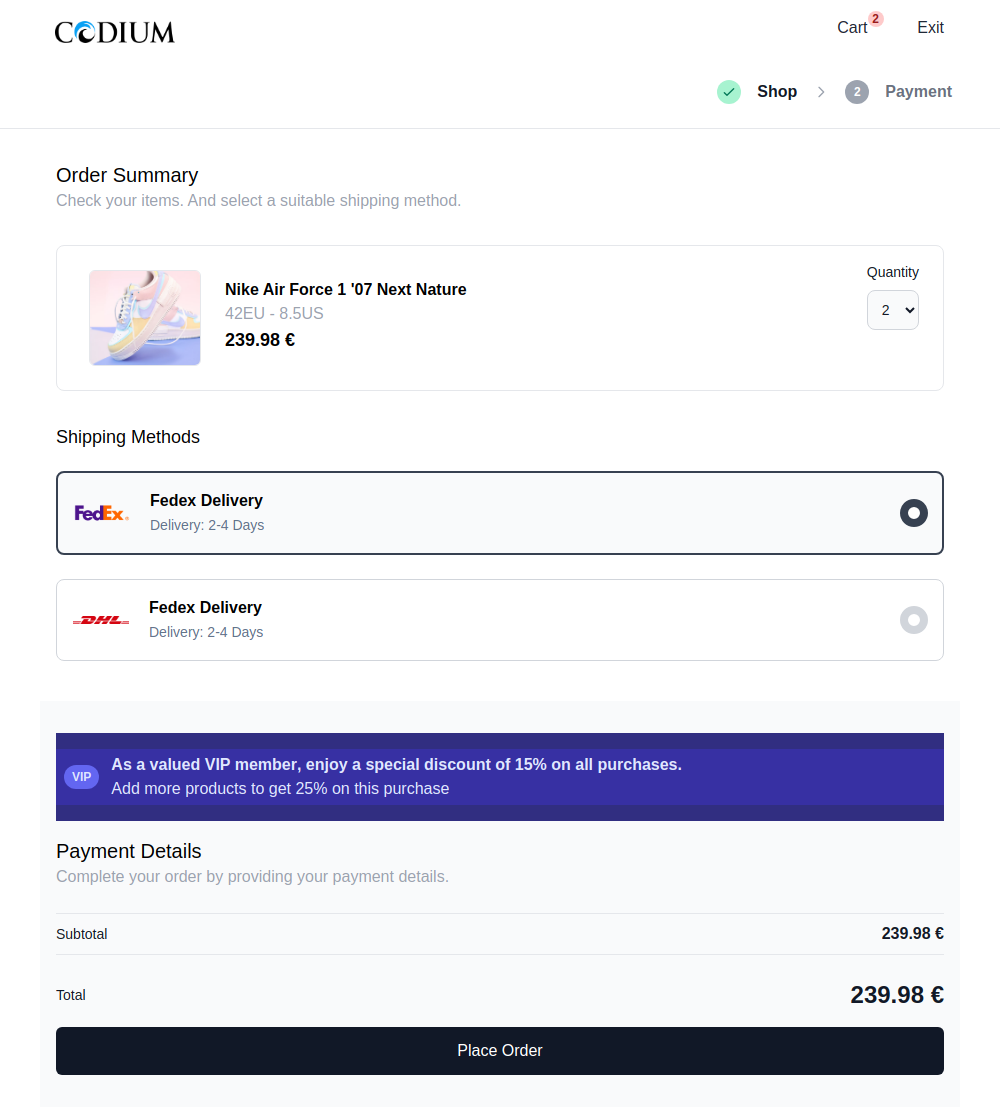 CODIUM
Cart 2 Exit
Shop 2 Payment
Order Summary
Check your items. And select a suitable shipping method.
Quantity
Nike Air Force 1 '07 Next Nature
2
42EU - 8.5US
239.98 €
Shipping Methods
FedEx
Fedex Delivery
Delivery: 2-4 Days
DHL
Fedex Delivery
Delivery: 2-4 Days
VIP
As a valued VIP member, enjoy a special discount of 15% on all purchases.
Add more products to get 25% on this purchase
Payment Details
Complete your order by providing your payment details.
Subtotal 239.98 €
Total 239.98 €
Place Order